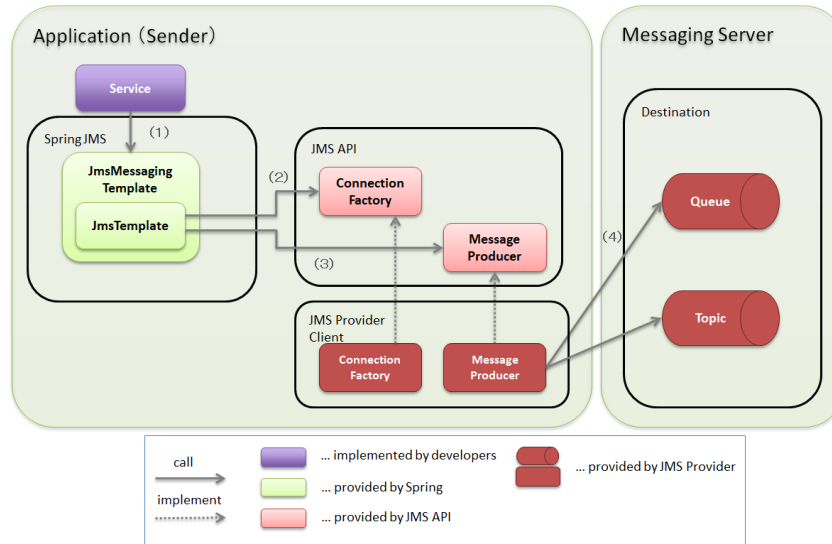 Application (Sender)
Messaging Server
Service
(1)
Spring JMS
JmsMessaging
Template
JmsTemplate
(2)
(3)
JMS API
Connection
Factory
Message
Producer
JMS Provider
Client
Connection
Factory
Message
Producer
(4)
Destination
Queue
Topic
call
implement
... implemented by developers
... provided by Spring
... provided by JMS API
... provided by JMS Provider